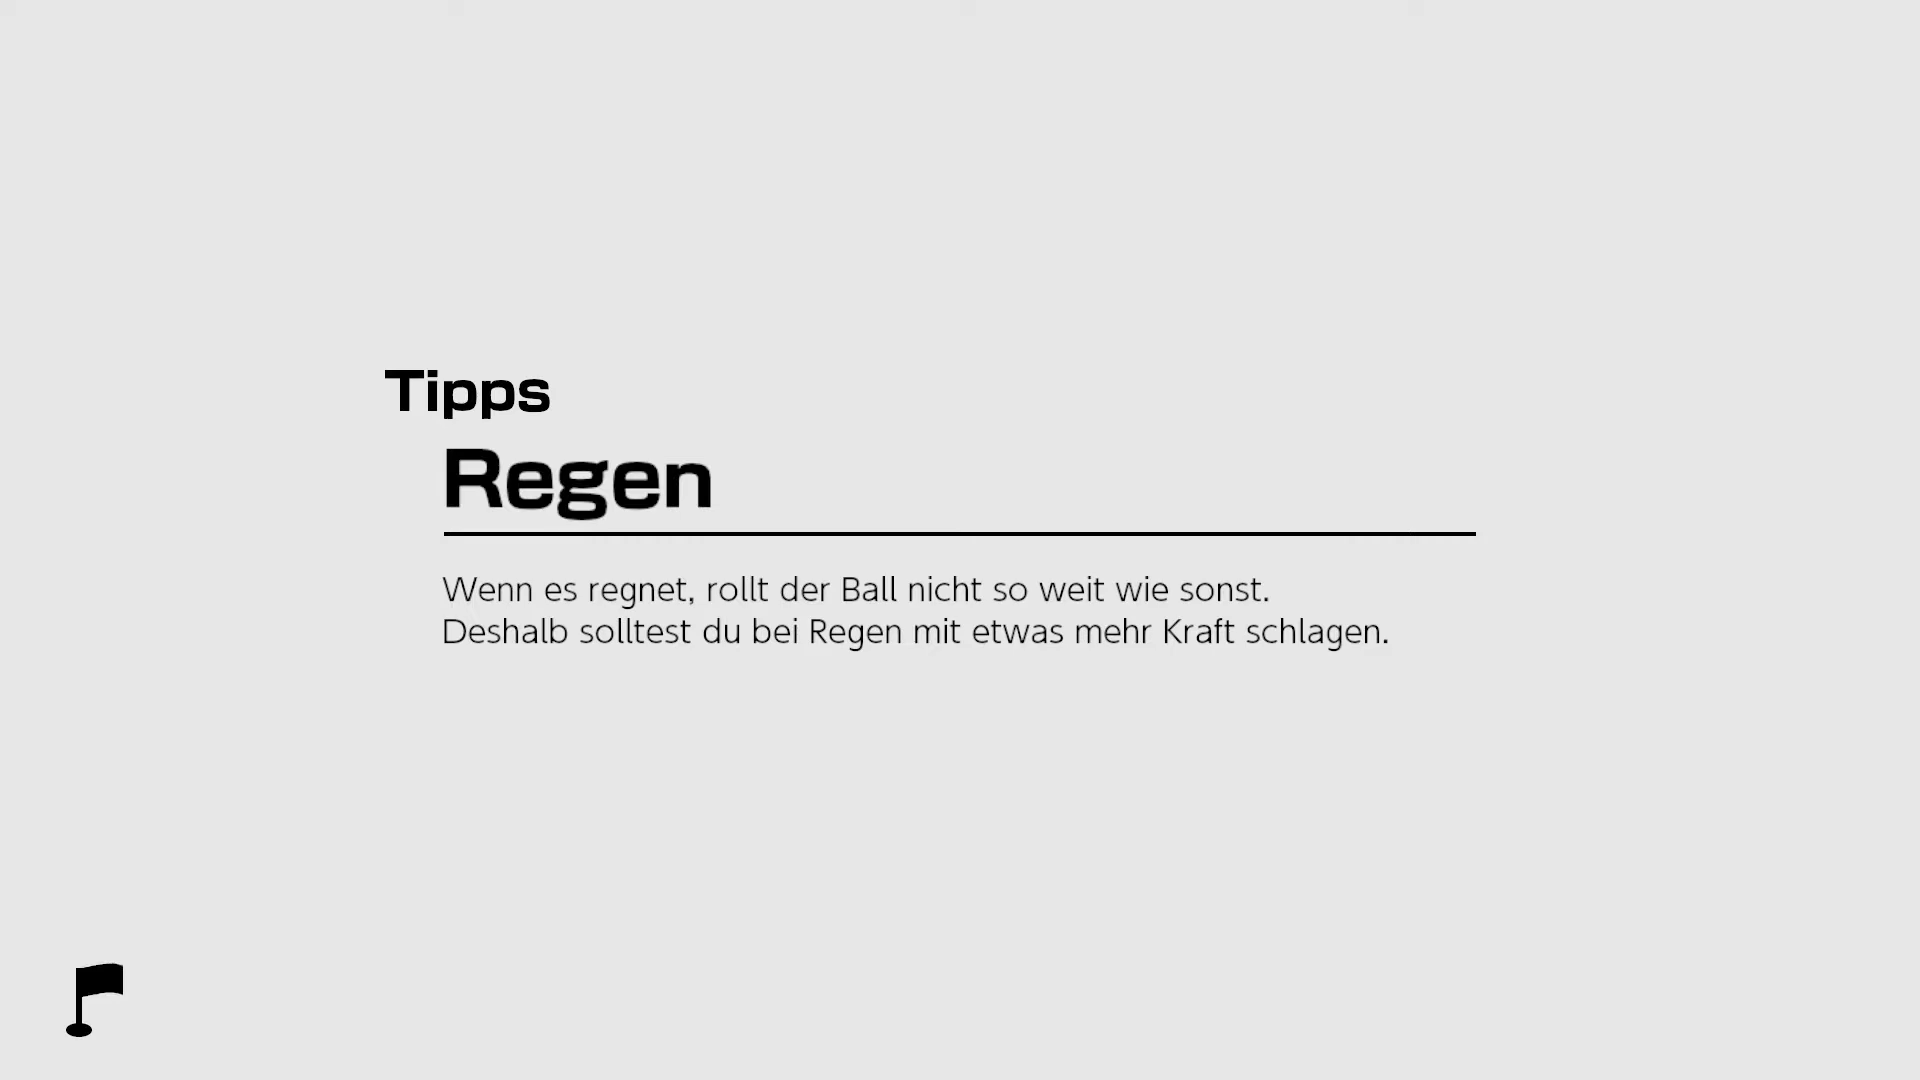 Tipps
Regen
Wenn es regnet, rollt der Ball nicht so weit wie sonst.
Deshalb solltest du bei Regen mit etwas mehr Kraft schlagen.